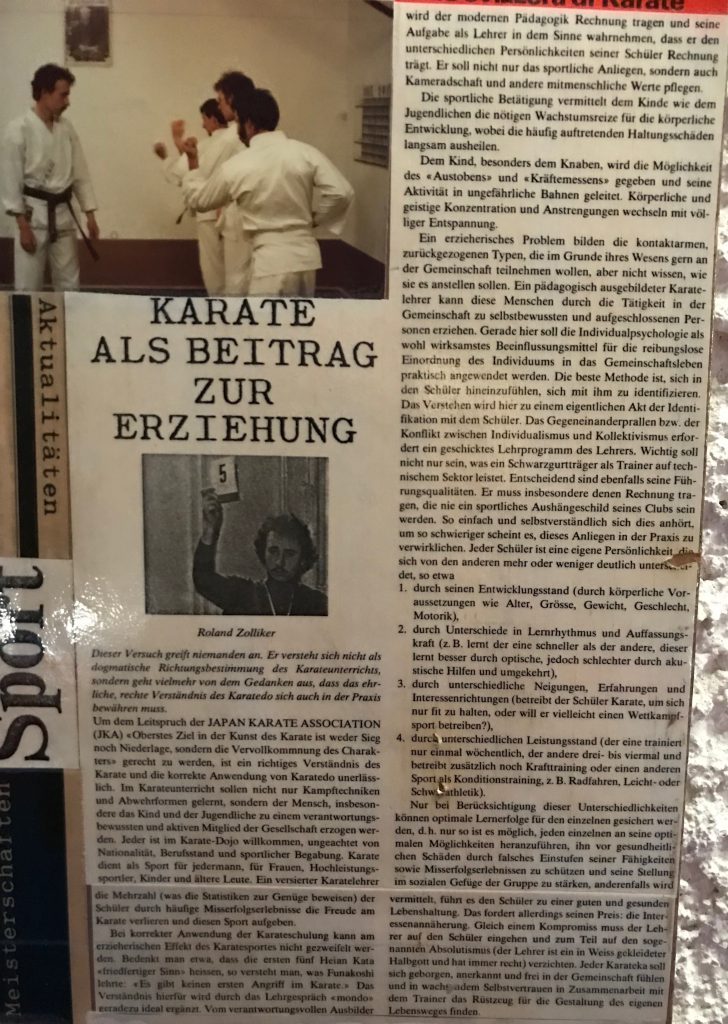 KARATE
ALS BEITRAG
ZUR
ERZIEHUNG
5
Roland Zolliker
Dieser Versuch greift niemanden an. Er versteht sich nicht als
dogmatische Richtungsbestimmung des Karateunterrichts,
sondern geht vielmehr von dem Gedanken aus, dass das ehr-
liche, rechte Verständnis des Karatedo sich auch in der Praxis
bewähren muss.
Um dem Leitspruch der JAPAN KARATE ASSOCIATION
(JKA) «Oberstes Ziel in der Kunst des Karate ist weder Sieg
noch Niederlage, sondern die Vervollkommnung des Charak-
ters» gerecht zu werden, ist ein richtiges Verständnis des
Karate und die korrekte Anwendung von Karatedo unerläss-
lich. Im Karateunterricht sollen nicht nur Kampftechniken
und Abwehrformen gelernt, sondern der Mensch, insbeson-
dere das Kind und der Jugendliche zu einem verantwortungs-
bewussten und aktiven Mitglied der Gesellschaft erzogen wer-
den. Jeder ist im Karate-Dojo willkommen, ungeachtet von
Nationalität, Berufsstand und sportlicher Begabung. Karate
dient als Sport für jedermann, für Frauen, Hochleistungs-
sportler, Kinder und ältere Leute. Ein versierter Karatelehrer
wird der modernen Pädagogik Rechnung tragen und seine
Aufgabe als Lehrer in dem Sinne wahrnehmen, dass er den
unterschiedlichen Persönlichkeiten seiner Schüler Rechnung
trägt. Er soll nicht nur das sportliche Anliegen, sondern auch
Kameradschaft und andere mitmenschliche Werte pflegen.
Die sportliche Betätigung vermittelt dem Kinde wie dem
Jugendlichen die nötigen Wachstumsreize für die körperliche
Entwicklung, wobei die häufig auftretenden Haltungsschäden
langsam ausheilen.
Dem Kind, besonders dem Knaben, wird die Möglichkeit
des «Austobens» und «Kräftemessens» gegeben und seine
Aktivität in ungefährliche Bahnen geleitet. Körperliche und
geistige Konzentration und Anstrengungen wechseln mit völ-
liger Entspannung.
Ein erzieherisches Problem bilden die kontaktarmen,
zurückgezogenen Typen, die im Grunde ihres Wesens gern an
der Gemeinschaft teilnehmen wollen, aber nicht wissen, wie
sie es anstellen sollen. Ein pädagogisch ausgebildeter Karate-
lehrer kann diese Menschen durch die Tätigkeit in der
Gemeinschaft zu selbstbewussten und aufgeschlossenen Per-
sonen erziehen. Gerade hier soll die Individualpsychologie als
wohl wirksamstes Beeinflussungsmittel für die reibungslose
Einordnung des Individuums in das Gemeinschaftsleben
praktisch angewendet werden. Die beste Methode ist, sich in
den Schüler hineinzufühlen, sich mit ihm zu identifizieren.
Das Verstehen wird hier zu einem eigentlichen Akt der Identi-
fikation mit dem Schüler. Das Gegeneinanderprallen bzw. der
Konflikt zwischen Individualismus und Kollektivismus erfor-
dert ein geschicktes Lehrprogramm des Lehrers. Wichtig soll
nicht nur sein, was ein Schwarzgurtträger als Trainer auf tech-
nischem Sektor leistet. Entscheidend sind ebenfalls seine Füh-
rungsqualitäten. Er muss insbesondere denen Rechnung tra-
gen, die nie ein sportliches Aushängeschild seines Clubs sein
werden. So einfach und selbstverständlich sich dies anhört,
um so schwieriger scheint es, dieses Anliegen in der Praxis zu
verwirklichen. Jeder Schüler ist eine eigene Persönlichkeit, die
sich von den anderen mehr oder weniger deutlich
det, so etwa
1. durch seinen Entwicklungsstand (durch körperliche Vor-
aussetzungen wie Alter, Grösse, Gewicht, Geschlecht,
Motorik),
2. durch Unterschiede in Lernrhythmus und Auffassungs-
kraft (z. B. lernt der eine schneller als der andere, dieser
lernt besser durch optische, jedoch schlechter durch aku-
stische Hilfen und umgekehrt),
3. durch unterschiedliche Neigungen, Erfahrungen und
Interessenrichtungen (betreibt der Schüler Karate, um sich
nur fit zu halten, oder will er vielleicht einen Wettkampf-
sport betreiben?),
4. durch unterschiedlichen Leistungsstand (der eine trainiert
nur einmal wöchentlich, der andere drei- bis viermal und
betreibt zusätzlich noch Krafttraining oder einen anderen
Sport als Konditionstraining, z. B. Radfahren, Leicht- oder
Schwerathletik).
Nur bei Berücksichtigung dieser Unterschiedlichkeiten
können optimale Lernerfolge für den einzelnen gesichert wer-
den, d. h. nur so ist es möglich, jeden einzelnen an seine opti-
malen Möglichkeiten heranzuführen, ihn vor gesundheitli-
chen Schäden durch falsches Einstufen seiner Fähigkeiten
sowie Misserfolgserlebnissen zu schützen und seine Stellung
im sozialen Gefüge der Gruppe zu stärken, anderenfalls wird
die Mehrzahl (was die Statistiken zur Genüge beweisen) der
Schüler durch häufige Misserfolgserlebnisse die Freude am
Karate verlieren und diesen Sport aufgeben.
Bei korrekter Anwendung der Karateschulung kann am
erzieherischen Effekt des Karatesportes nicht gezweifelt wer-
den. Bedenkt man etwa, dass die ersten fünf Heian Kata
«friedfertiger Sinn» heissen, so versteht man, was Funakoshi
lehrte: «Es gibt keinen ersten Angriff im Karate.» Das
Verständnis hierfür wird durch das Lehrgespräch «mondo»
geradezu ideal ergänzt. Vom verantwortungsvollen Ausbilder
vermittelt, führt es den Schüler zu einer guten und gesunden
Lebenshaltung. Das fordert allerdings seinen Preis: die Inter-
essenannäherung. Gleich einem Kompromiss muss der Leh-
rer auf den Schüler eingehen und zum Teil auf den soge-
nannten Absolutismus (der Lehrer ist ein in Weiss gekleideter
Halbgott und hat immer recht) verzichten. Jeder Karateka soll
sich geborgen, anerkannt und frei in der Gemeinschaft fühlen
und in wachsendem Selbstvertrauen in Zusammenarbeit mit
dem Trainer das Rüstzeug für die Gestaltung des eigenen
Lebensweges finden.
Aktualitäten
Sport
Meisterschaften
di Karate